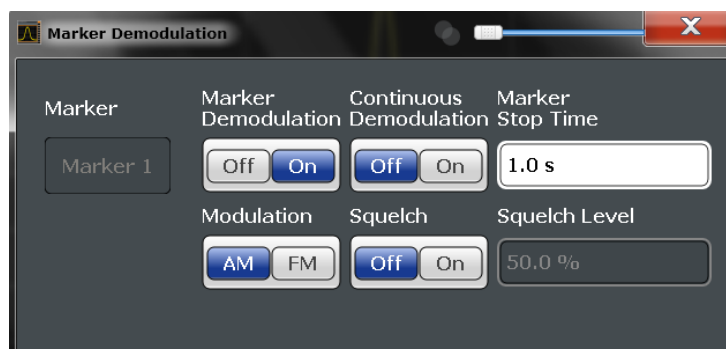 Marker Demodulation
Marker
Marker 1
Marker
Demodulation
Off On
Continuous
Demodulation
Off On
Marker
Stop Time
1.0 s
Modulation
AM FM
Squelch
Off On
Squelch Level
50.0 %